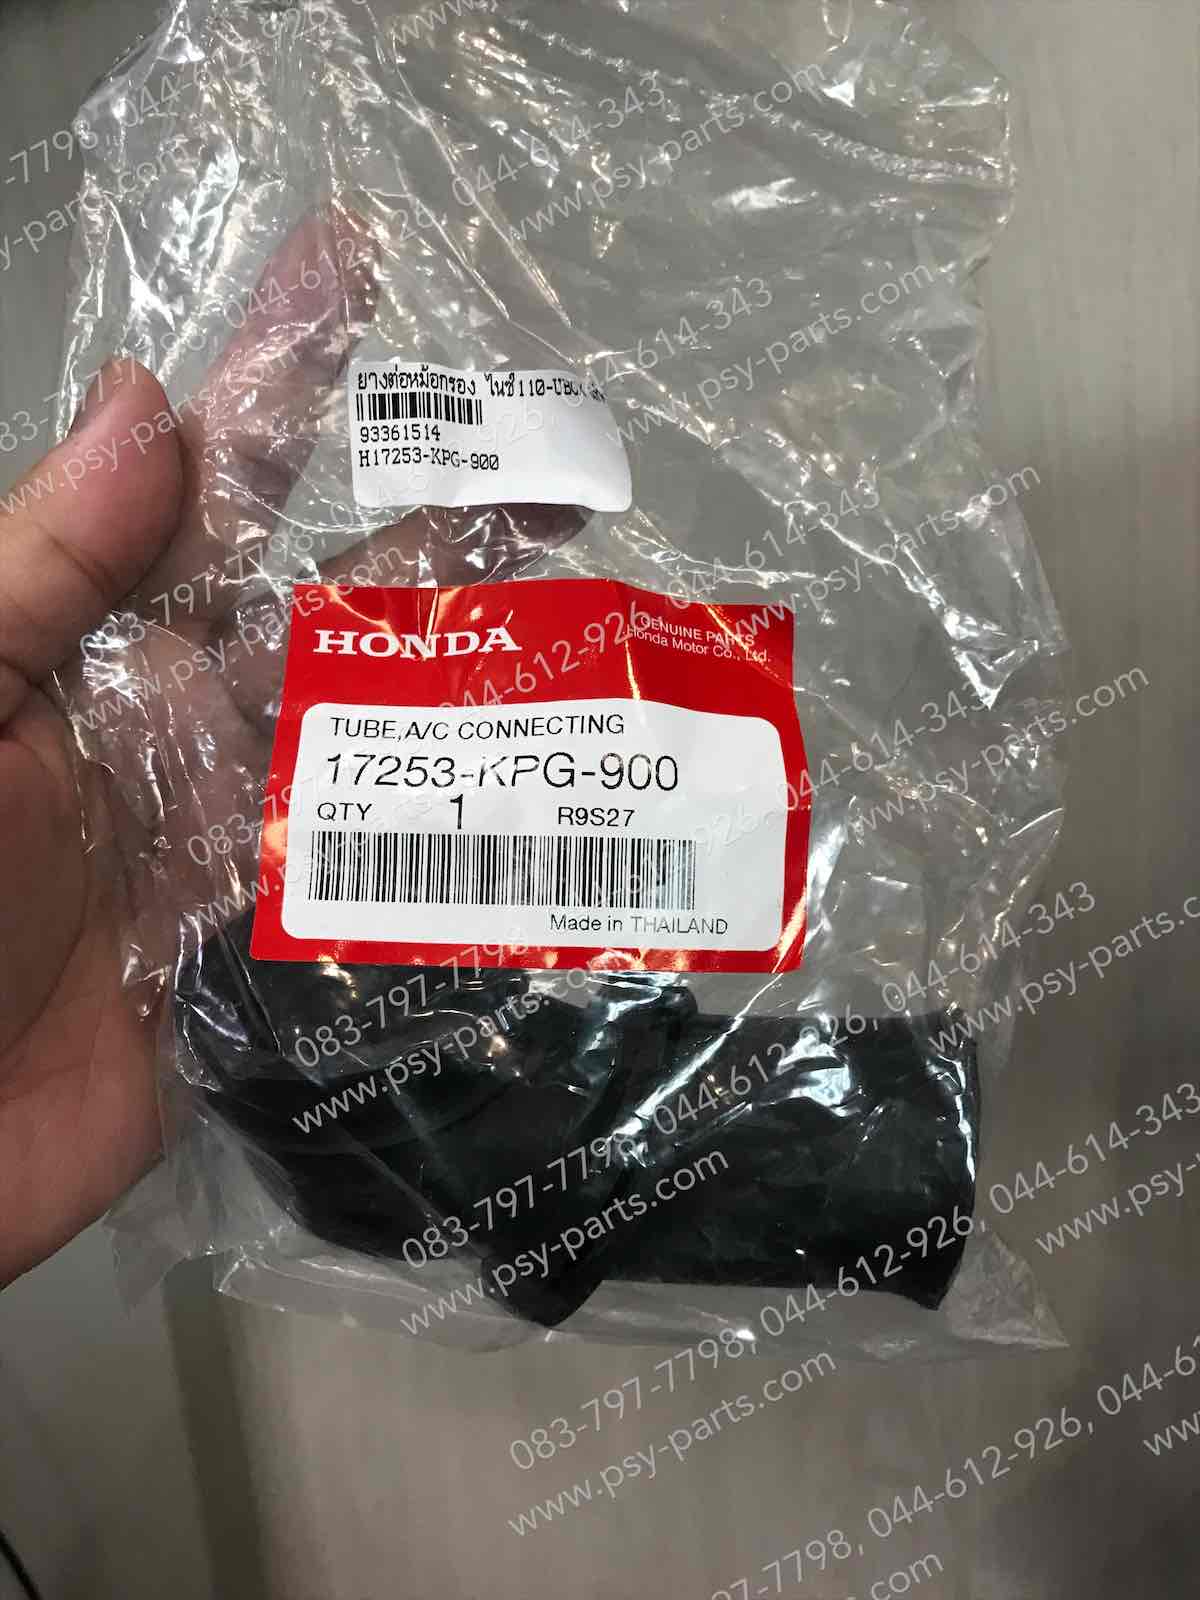 ยางต่อหม้อกรอง ไนซ์110-UBOX
93361514
H17253-KPG-900
HONDA
GENUINE PARTS
Honda Motor Co., Ltd.
TUBE,A/C CONNECTING
17253-KPG-900
QTY 1 R9S27
Made in THAILAND
083-797-7798, 044-612-926, 044-614-343
www.psy-parts.com